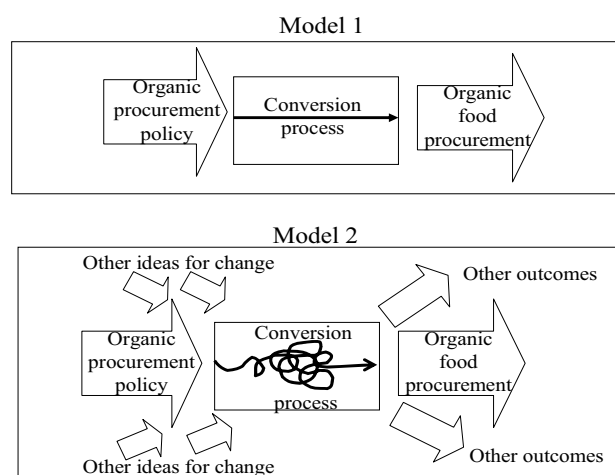 Model 1
Organic
procurement
policy
Conversion
process
Organic
food
procurement
Model 2
Other ideas for change
Other outcomes
Organic
procurement
policy
Conversion
process
Organic
food
procurement
Other ideas for change
Other outcomes